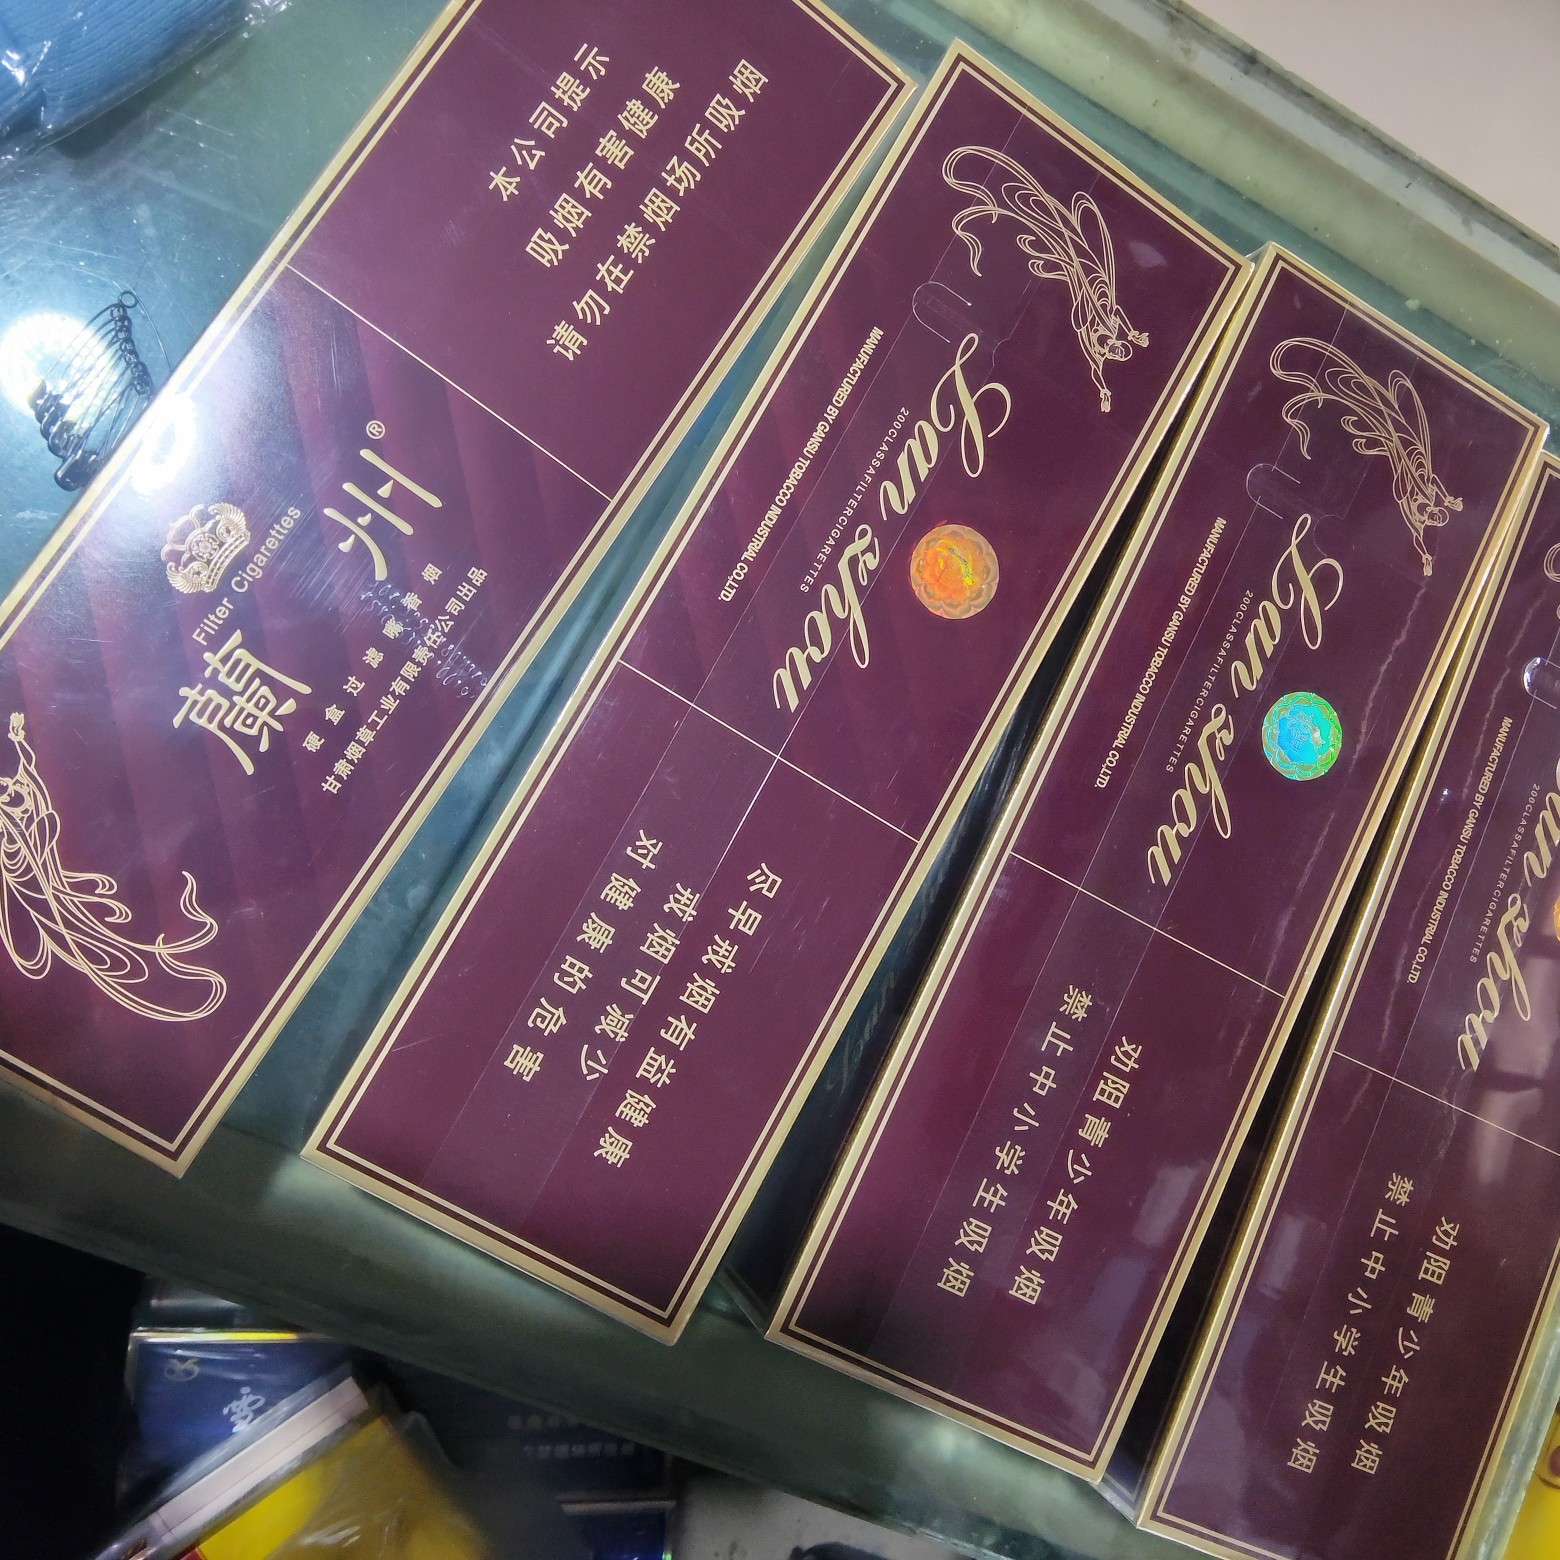 本公司提示
吸烟有害健康
请勿在禁烟场所吸烟
Filter Cigarettes
蘭州®
硬盒过滤嘴香烟
甘肃烟草工业有限责任公司出品
Lan zhou
200CLASSAFILTERCIGARETTES
MANUFACTURED BY GANSU TOBACCO INDUSTRIAL CO.,LTD.
尽早戒烟有益健康
戒烟可减少
对健康的危害
Lan zhou
200CLASSAFILTERCIGARETTES
MANUFACTURED BY GANSU TOBACCO INDUSTRIAL CO.,LTD.
劝阻青少年吸烟
禁止中小学生吸烟
an zhou
200CLASSAFILTERCIGARETTES
MANUFACTURED BY GANSU TOBACCO INDUSTRIAL CO.,LTD.
劝阻青少年吸烟
禁止中小学生吸烟